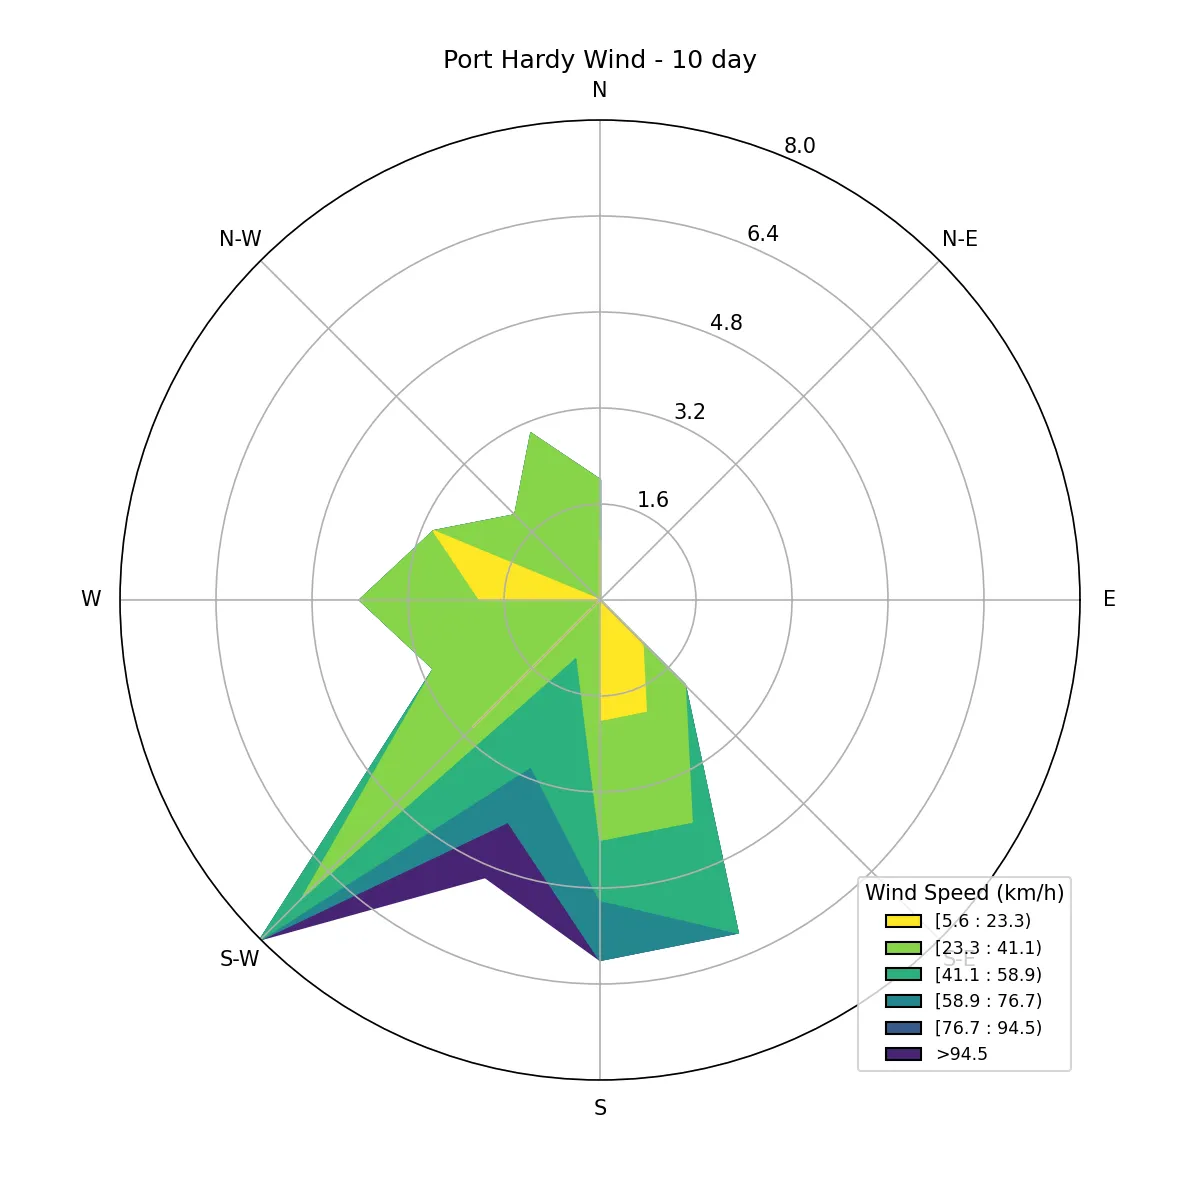 Port Hardy Wind - 10 day
N
8.0
N-W
6.4
N-E
4.8
3.2
1.6
W
E
Wind Speed (km/h)
[5.6 : 23.3)
[23.3 : 41.1)
S-W
S-E
[41.1 : 58.9)
[58.9 : 76.7)
[76.7 : 94.5)
>94.5
S